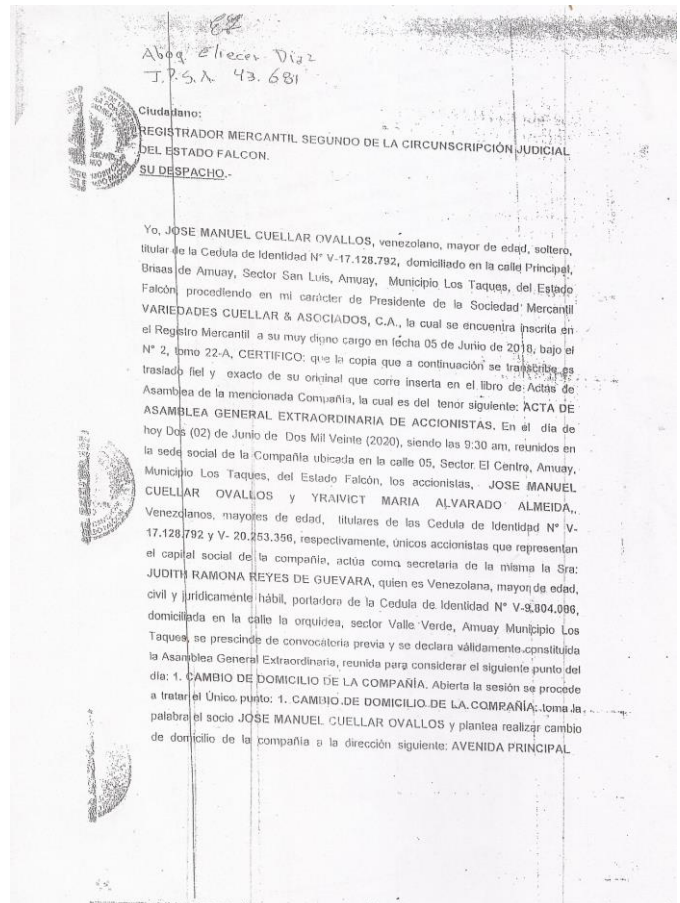 Abog. Eliecer Diaz
I.P.S.A. 43.681
Ciudadano:
REGISTRADOR MERCANTIL SEGUNDO DE LA CIRCUNSCRIPCIÓN JUDICIAL
DEL ESTADO FALCON.
SU DESPACHO.-
Yo, JOSE MANUEL CUELLAR OVALLOS, venezolano, mayor de edad, soltero,
titular de la Cedula de Identidad N° V-17.128.792, domiciliado en la calle Principal,
Brisas de Amuay, Sector San Luis, Amuay, Municipio Los Taques, del Estado
Falcón, procediendo en mi carácter de Presidente de la Sociedad Mercantil
VARIEDADES CUELLAR & ASOCIADOS, C.A., la cual se encuentra inscrita en
el Registro Mercantil a su muy digno cargo en fecha 05 de Junio de 2018, bajo el
N° 2, tomo 22-A, CERTIFICO: que la copia que a continuación se transcribe es
traslado fiel y exacto de su original que corre inserta en el libro de Actas de
Asamblea de la mencionada Compañía, la cual es del tenor siguiente: ACTA DE
ASAMBLEA GENERAL EXTRAORDINARIA DE ACCIONISTAS. En el día de
hoy Dos (02) de Junio de Dos Mil Veinte (2020), siendo las 9:30 am, reunidos en
la sede social de la Compañía ubicada en la calle 05, Sector El Centro, Amuay,
Municipio Los Taques, del Estado Falcón, los accionistas, JOSE MANUEL
CUELLAR OVALLOS y YRAIVICT MARIA ALVARADO ALMEIDA,.
Venezolanos, mayores de edad, titulares de las Cedula de Identidad N° V-
17.128.792 y V- 20.253.356, respectivamente, únicos accionistas que representan
el capital social de la compañía, actúa como secretaria de la misma la Sra:
JUDITH RAMONA REYES DE GUEVARA, quien es Venezolana, mayor de edad,
civil y jurídicamente hábil, portadora de la Cedula de Identidad N° V-9.804.086,
domiciliada en la calle la orquidea, sector Valle Verde, Amuay Municipio Los
Taques, se prescinde de convocatoria previa y se declara válidamente constituida
la Asamblea General Extraordinaria, reunida para considerar el siguiente punto del
día: 1. CAMBIO DE DOMICILIO DE LA COMPAÑÍA. Abierta la sesión se procede
a tratar el Único punto: 1. CAMBIO DE DOMICILIO DE LA COMPAÑÍA: toma la
palabra el socio JOSE MANUEL CUELLAR OVALLOS y plantea realizar cambio
de domicilio de la compañía a la dirección siguiente: AVENIDA PRINCIPAL